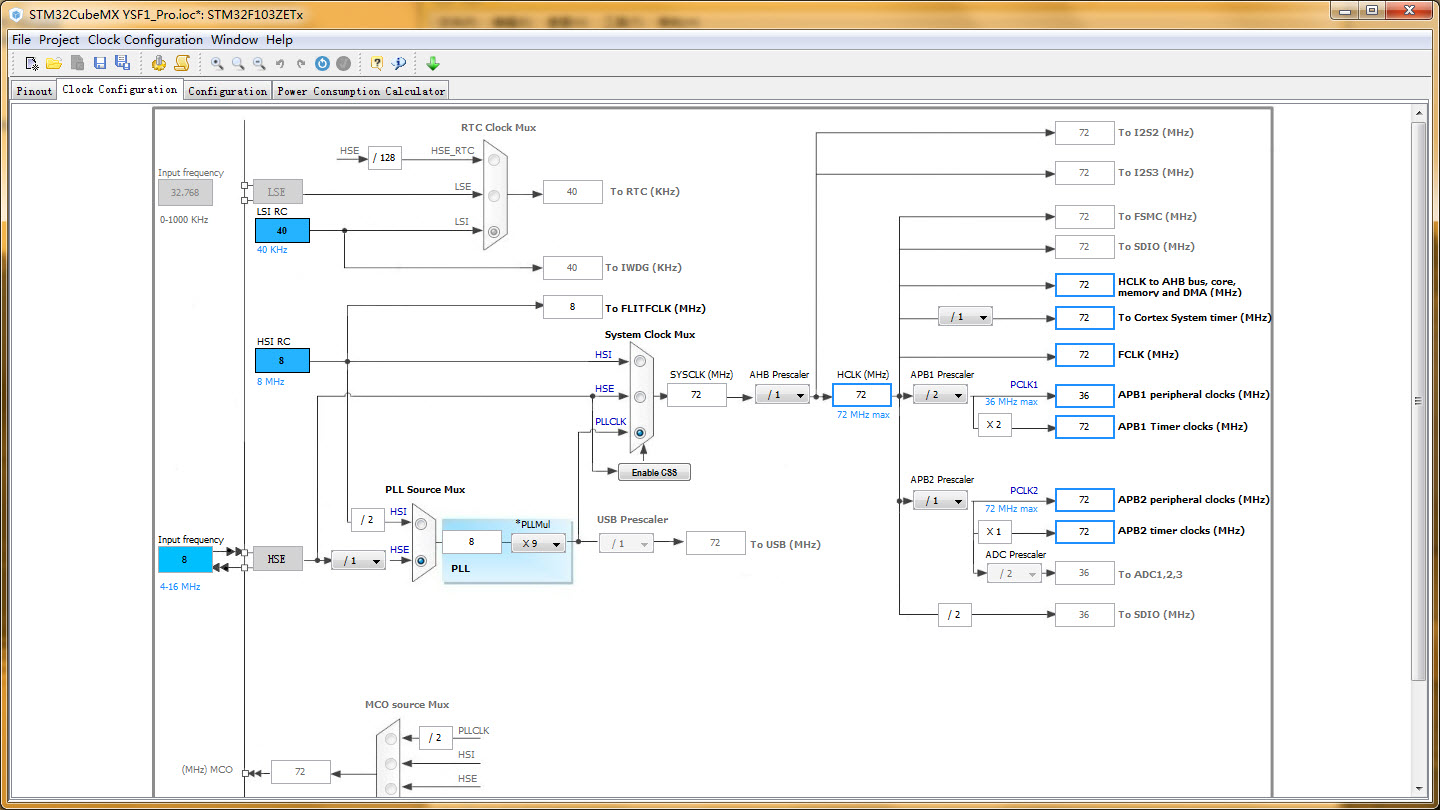 STM32CubeMX YSF1_Pro.ioc*: STM32F103ZETx
File Project Clock Configuration Window Help
Pinout Clock Configuration Configuration Power Consumption Calculator
RTC Clock Mux
HSE / 128 HSE_RTC
Input frequency
32.768 LSE LSE
0-1000 KHz
40 To RTC (KHz)
LSI RC
40 LSI
40 KHz
40 To IWDG (KHz)
8 To FLITFCLK (MHz)
System Clock Mux
HSI RC
8 HSI
8 MHz
HSE
PLLCLK
Enable CSS
SYSCLK (MHz)
72
AHB Prescaler
/ 1
HCLK (MHz)
72
72 MHz max
72 To I2S2 (MHz)
72 To I2S3 (MHz)
72 To FSMC (MHz)
72 To SDIO (MHz)
72 HCLK to AHB bus, core,
memory and DMA (MHz)
/ 1 72 To Cortex System timer (MHz)
72 FCLK (MHz)
APB1 Prescaler
/ 2
PCLK1
36 MHz max
36 APB1 peripheral clocks (MHz)
X 2 72 APB1 Timer clocks (MHz)
APB2 Prescaler
/ 1
PCLK2
72 MHz max
72 APB2 peripheral clocks (MHz)
X 1 72 APB2 timer clocks (MHz)
ADC Prescaler
/ 2 36 To ADC1,2,3
/ 2 36 To SDIO (MHz)
PLL Source Mux
/ 2 HSI
Input frequency
8 HSE / 1 HSE
4-16 MHz
8
*PLLMul
X 9
PLL
USB Prescaler
/ 1 72 To USB (MHz)
MCO source Mux
/ 2 PLLCLK
HSI
HSE
(MHz) MCO 72